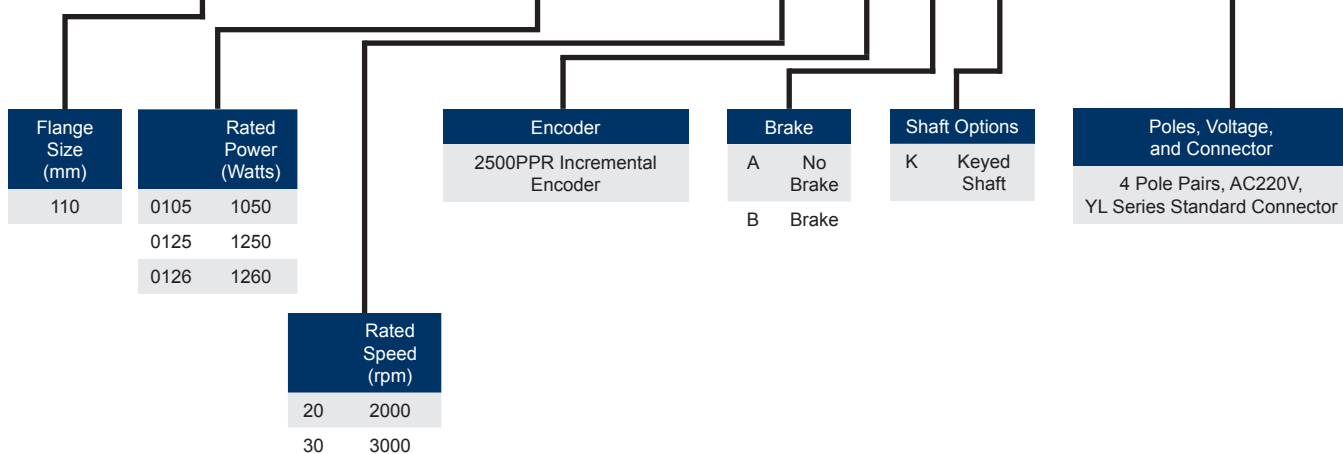 Flange
Size
(mm)
110
Rated
Power
(Watts)
0105 1050
0125 1250
0126 1260
Rated
Speed
(rpm)
20 2000
30 3000
Encoder
2500PPR Incremental
Encoder
Brake
A No
Brake
B Brake
Shaft Options
K Keyed
Shaft
Poles, Voltage,
and Connector
4 Pole Pairs, AC220V,
YL Series Standard Connector